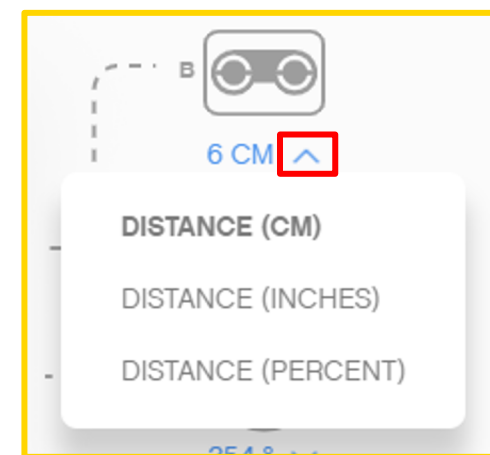 B
6 CM
DISTANCE (CM)
DISTANCE (INCHES)
DISTANCE (PERCENT)